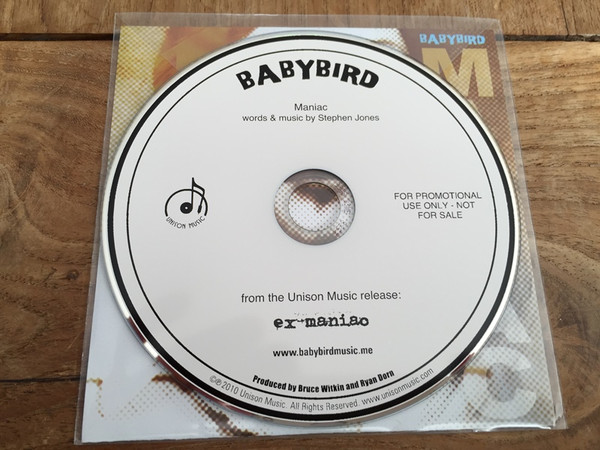 BABYBIRD
M
BABYBIRD
Maniac
words & music by Stephen Jones
UNISON MUSIC
FOR PROMOTIONAL
USE ONLY - NOT
FOR SALE
from the Unison Music release:
ex-maniac
www.babybirdmusic.me
Produced by Bruce Witkin and Ryan Dorn
©℗2010 Unison Music. All Rights Reserved. www.unisonmusic.com